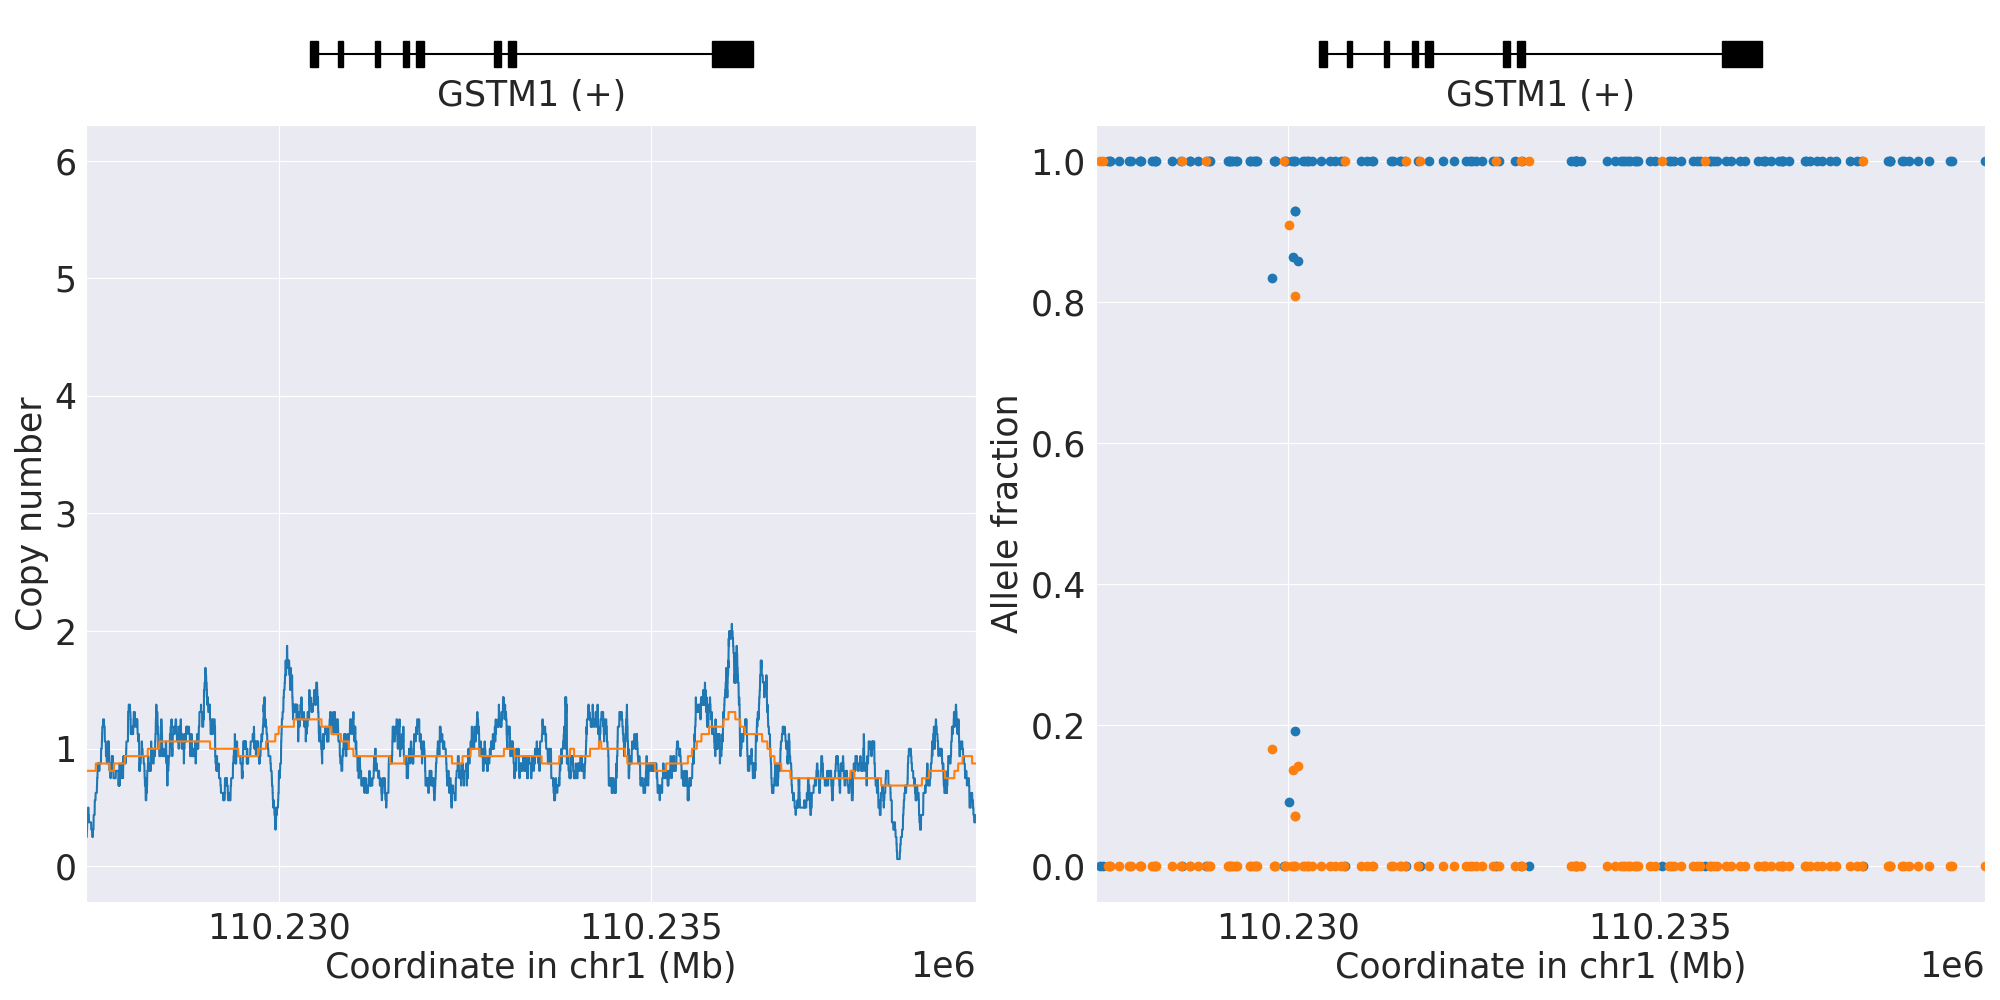 GSTM1 (+)
6
5
4
3
2
1
0
Copy number
110.230
110.235
Coordinate in chr1 (Mb)
1e6
GSTM1 (+)
1.0
0.8
0.6
0.4
0.2
0.0
Allele fraction
110.230
110.235
Coordinate in chr1 (Mb)
1e6